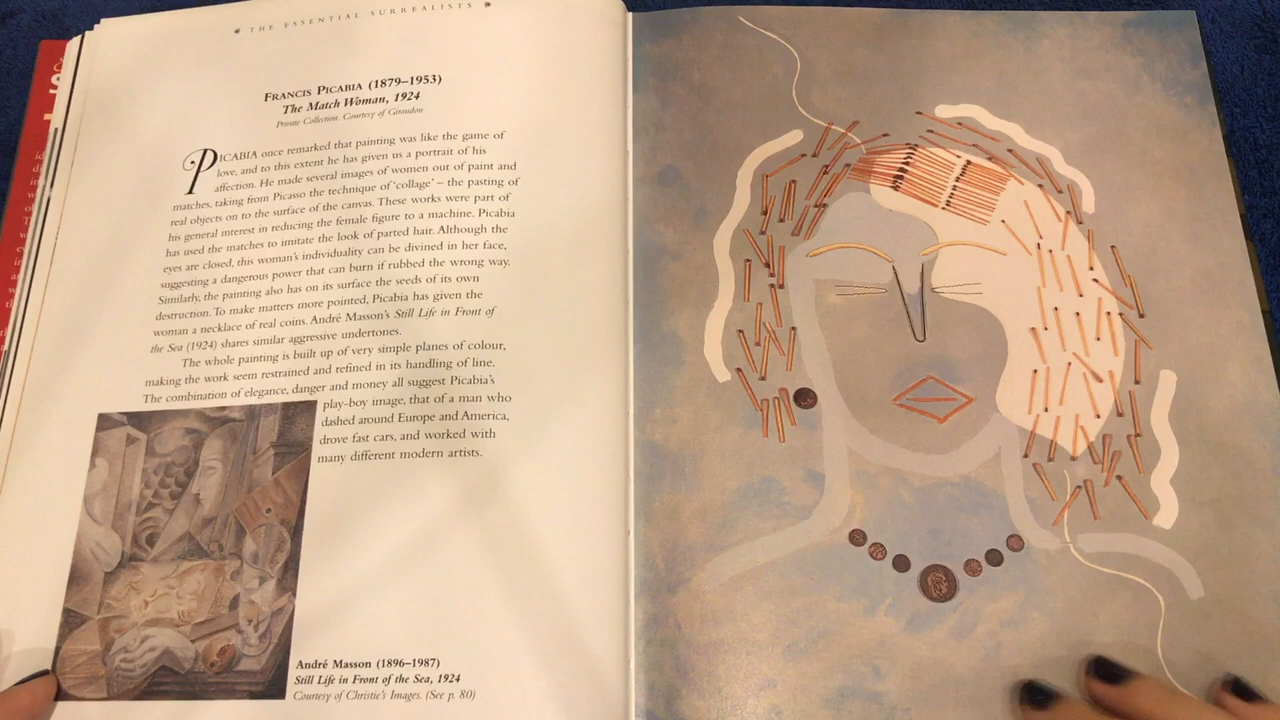 THE ESSENTIAL SURREALISTS
FRANCIS PICABIA (1879–1953)
The Match Woman, 1924
Private Collection. Courtesy of Giraudon
PICABIA once remarked that painting was like the game of
love, and to this extent he has given us a portrait of his
affection. He made several images of women out of paint and
matches, taking from Picasso the technique of 'collage' – the pasting of
real objects on to the surface of the canvas. These works were part of
his general interest in reducing the female figure to a machine. Picabia
has used the matches to imitate the look of parted hair. Although the
eyes are closed, this woman's individuality can be divined in her face,
suggesting a dangerous power that can burn if rubbed the wrong way.
Similarly, the painting also has on its surface the seeds of its own
destruction. To make matters more pointed, Picabia has given the
woman a necklace of real coins. André Masson's Still Life in Front of
the Sea (1924) shares similar aggressive undertones.
The whole painting is built up of very simple planes of colour,
making the work seem restrained and refined in its handling of line.
The combination of elegance, danger and money all suggest Picabia's
play-boy image, that of a man who
dashed around Europe and America,
drove fast cars, and worked with
many different modern artists.
André Masson (1896–1987)
Still Life in Front of the Sea, 1924
Courtesy of Christie's Images. (See p. 80)